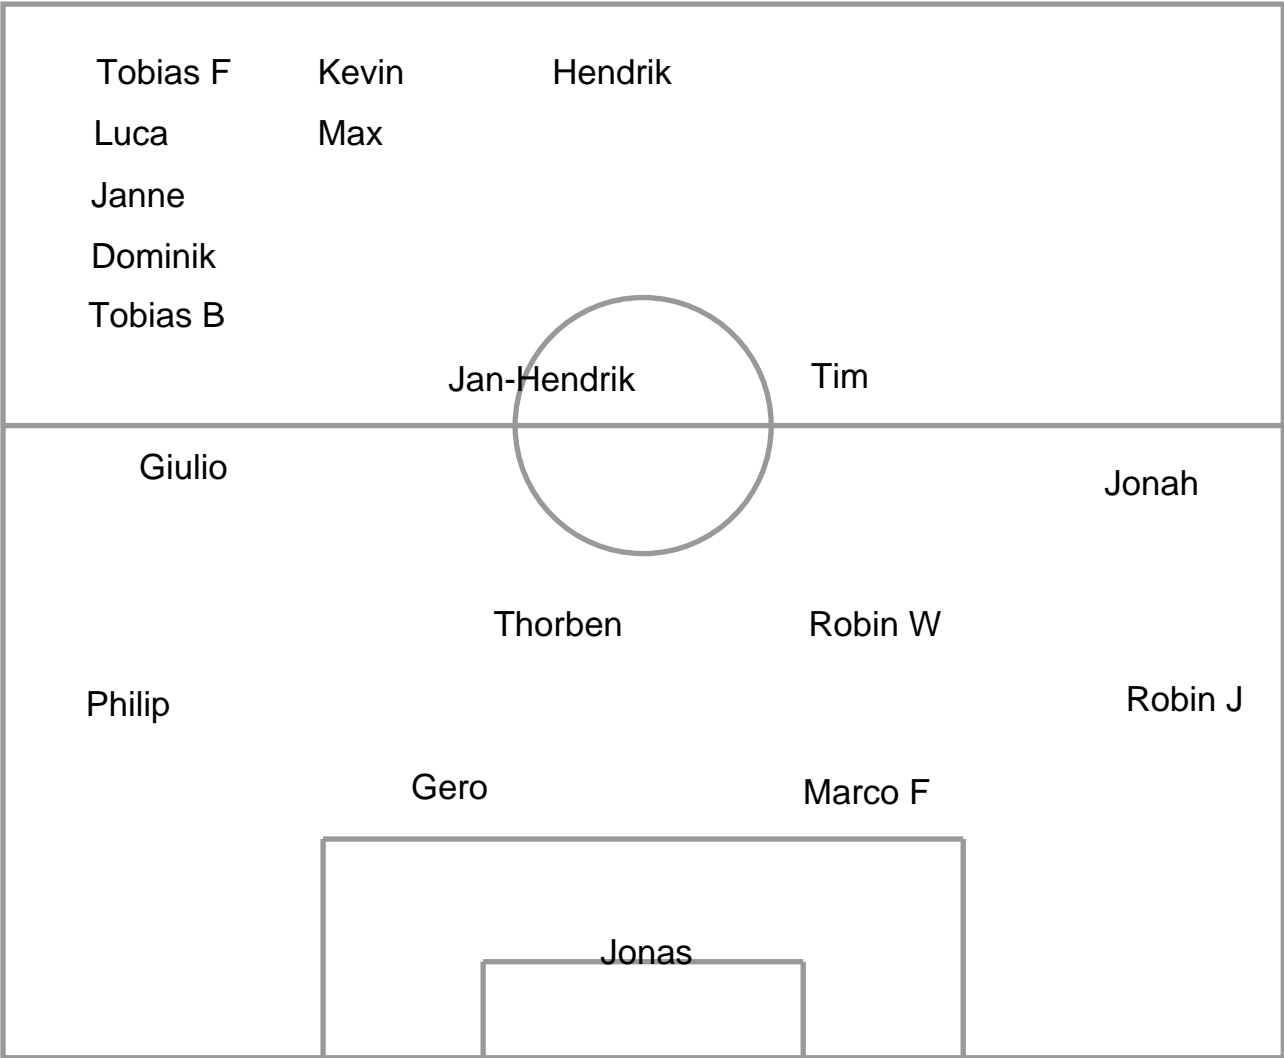 Tobias F Kevin Hendrik
Luca Max
Janne
Dominik
Tobias B
Jan-Hendrik Tim
Giulio Jonah
Thorben Robin W
Philip Robin J
Gero Marco F
Jonas